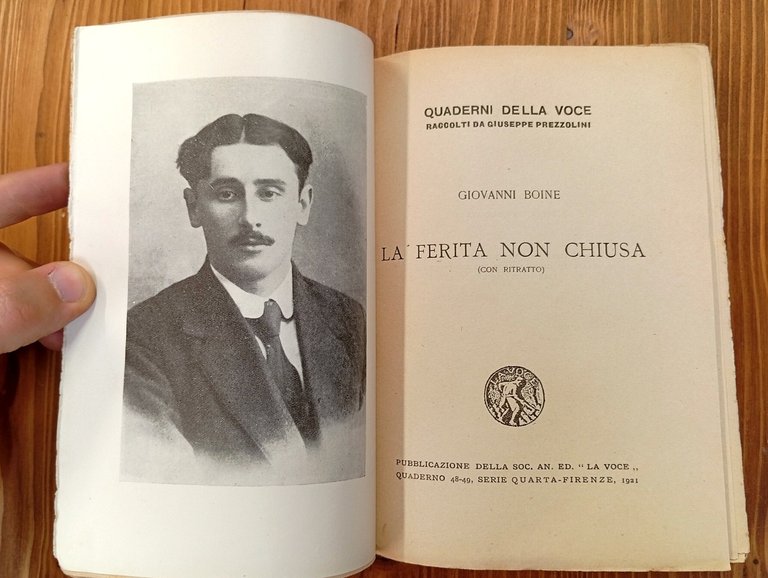 QUADERNI DELLA VOCE
RACCOLTI DA GIUSEPPE PREZZOLINI
GIOVANNI BOINE
LA FERITA NON CHIUSA
(CON RITRATTO)
LA VOCE
PUBBLICAZIONE DELLA SOC. AN. ED. “ LA VOCE „
QUADERNO 48-49, SERIE QUARTA-FIRENZE, 1921